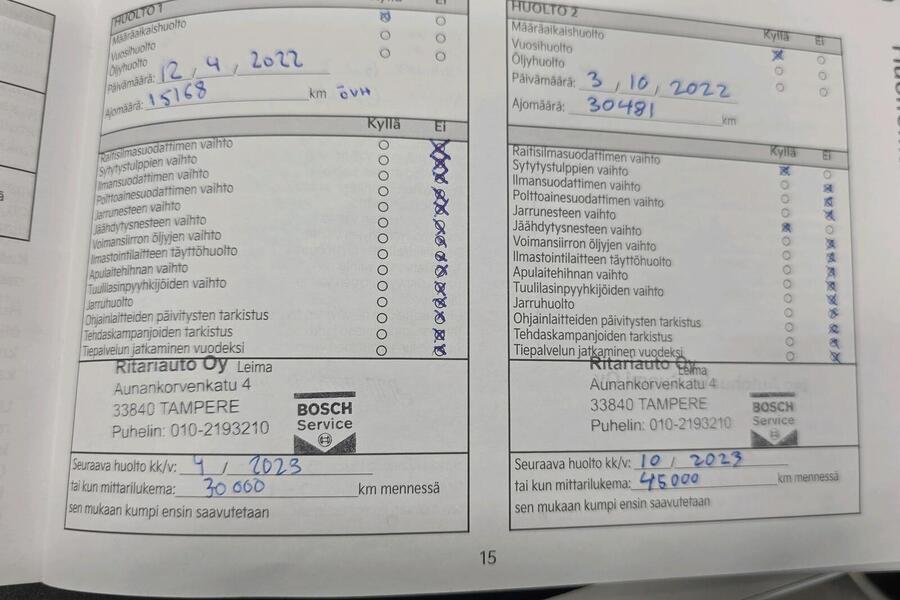 HUOLTO 1
Kyllä Ei
Määräaikaishuolto
Vuosihuolto
Öljyhuolto
Päivämäärä: 12, 4, 2022
Ajomäärä: 15168 km ÖVH
Kyllä Ei
Raitisilmasuodattimen vaihto
Sytytystulppien vaihto
Ilmansuodattimen vaihto
Polttoainesuodattimen vaihto
Jarrunesteen vaihto
Jäähdytysnesteen vaihto
Voimansiirron öljyjen vaihto
Ilmastointilaitteen täyttöhuolto
Apulaitehihnan vaihto
Tuulilasinpyyhkijöiden vaihto
Jarruhuolto
Ohjainlaitteiden päivitysten tarkistus
Tehdaskampanjoiden tarkistus
Tiepalvelun jatkaminen vuodeksi
Ritariauto Oy Leima
Aunankorvenkatu 4
33840 TAMPERE
Puhelin: 010-2193210
BOSCH
Service
Seuraava huolto kk/v: 4 / 2023
tai kun mittarilukema: 30000 km mennessä
sen mukaan kumpi ensin saavutetaan
HUOLTO 2
Kyllä Ei
Määräaikaishuolto
Vuosihuolto
Öljyhuolto
Päivämäärä: 3, 10, 2022
Ajomäärä: 30481 km
Kyllä Ei
Raitisilmasuodattimen vaihto
Sytytystulppien vaihto
Ilmansuodattimen vaihto
Polttoainesuodattimen vaihto
Jarrunesteen vaihto
Jäähdytysnesteen vaihto
Voimansiirron öljyjen vaihto
Ilmastointilaitteen täyttöhuolto
Apulaitehihnan vaihto
Tuulilasinpyyhkijöiden vaihto
Jarruhuolto
Ohjainlaitteiden päivitysten tarkistus
Tehdaskampanjoiden tarkistus
Tiepalvelun jatkaminen vuodeksi
Ritariauto Oy Leima
Aunankorvenkatu 4
33840 TAMPERE
Puhelin: 010-2193210
BOSCH
Service
Seuraava huolto kk/v: 10 / 2023
tai kun mittarilukema: 45000 km mennessä
sen mukaan kumpi ensin saavutetaan
15